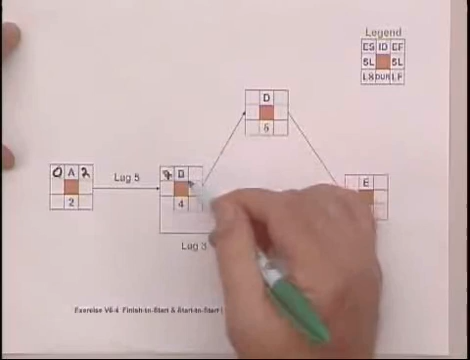 Legend
ES ID EF
SL SL
LS DUR LF
D
5
0 A 2
2
Lag 5
7 B
4
E
Lag 3
Exercise V6-4 Finish-to-Start & Start-to-Start